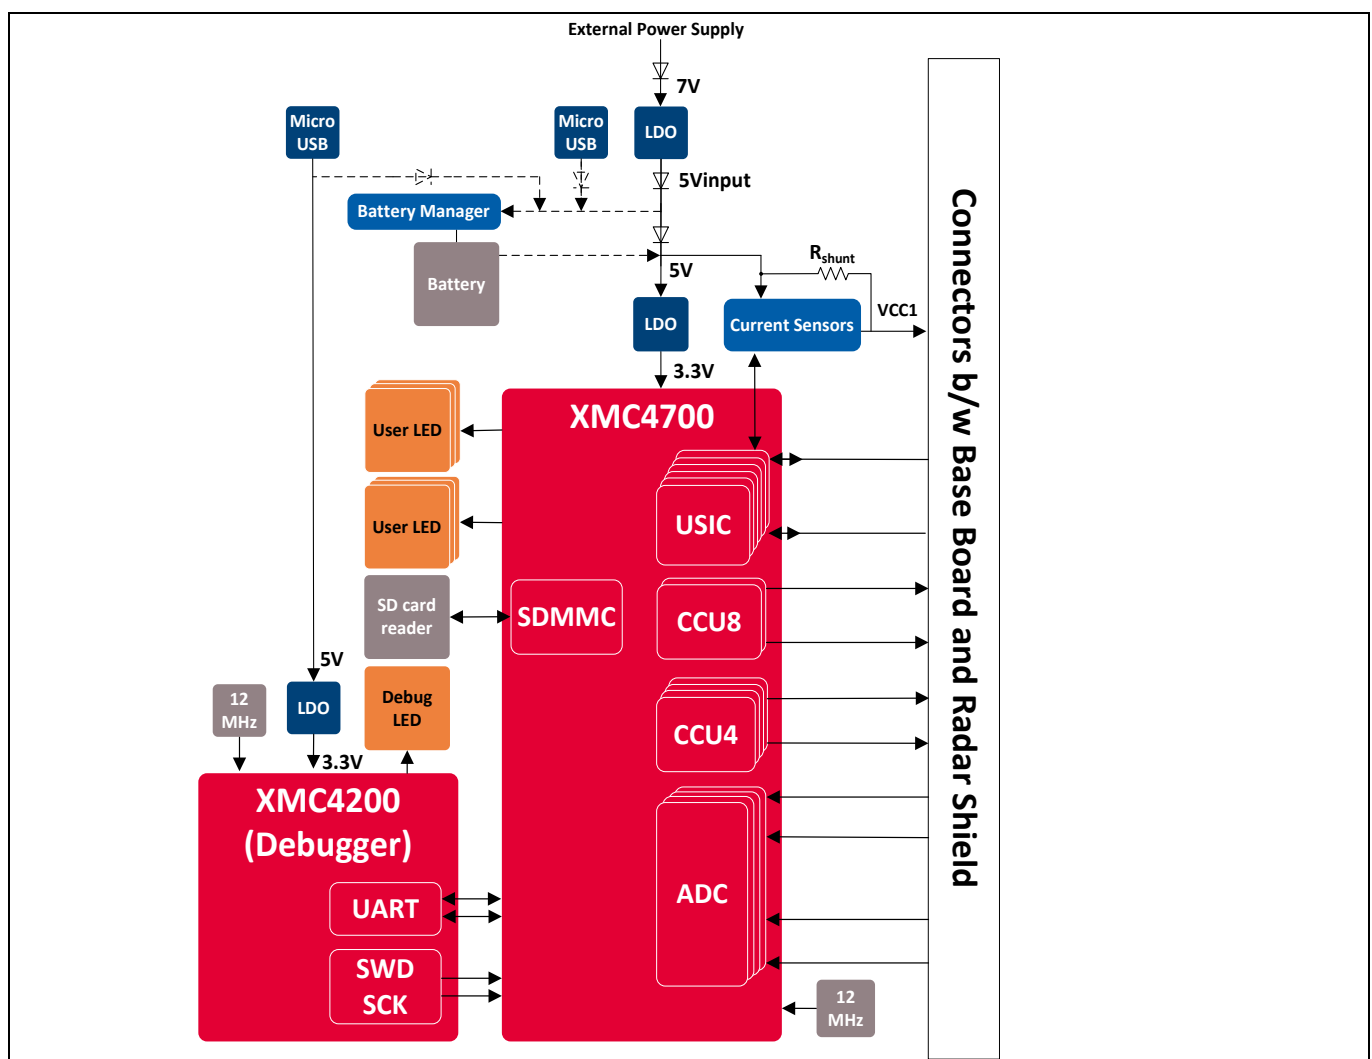 External Power Supply
7V
Micro
USB
Micro
USB
LDO
5Vinput
Battery Manager
Rshunt
5V
Battery
VCC1
LDO
Current Sensors
3.3V
XMC4700
User LED
User LED
USIC
SD card
reader
SDMMC
CCU8
5V
12
MHz
LDO
Debug
LED
CCU4
3.3V
XMC4200
(Debugger)
UART
ADC
SWD
SCK
12
MHz
Connectors b/w Base Board and Radar Shield